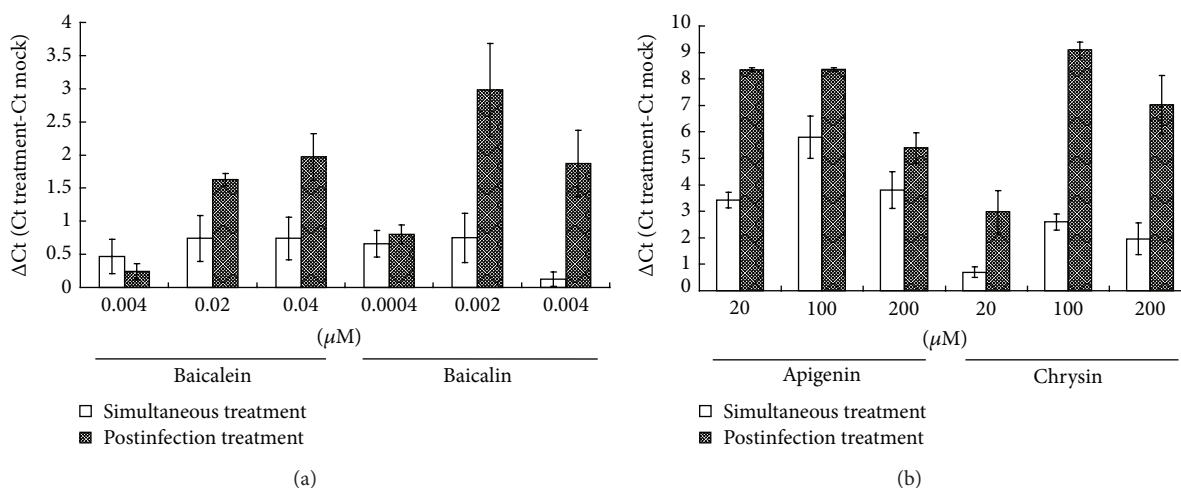 ΔCt (Ct treatment-Ct mock)
4
3.5
3
2.5
2
1.5
1
0.5
0
0.004 0.02 0.04 0.0004 0.002 0.004
(μM)
Baicalein Baicalin
Simultaneous treatment
Postinfection treatment
(a)
ΔCt (Ct treatment-Ct mock)
10
9
8
7
6
5
4
3
2
1
0
20 100 200 20 100 200
(μM)
Apigenin Chrysin
Simultaneous treatment
Postinfection treatment
(b)